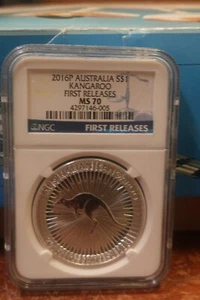 2016P AUSTRALIA S$1
KANGAROO
FIRST RELEASES
MS 70
4297146-005
NGC
FIRST RELEASES